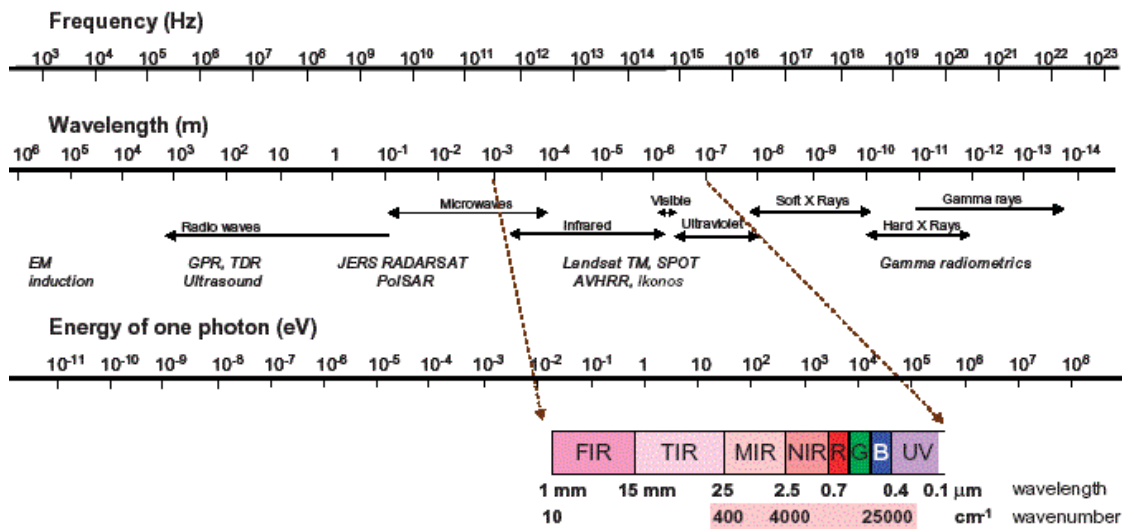 Frequency (Hz)
10³ 10⁴ 10⁵ 10⁶ 10⁷ 10⁸ 10⁹ 10¹⁰ 10¹¹ 10¹² 10¹³ 10¹⁴ 10¹⁵ 10¹⁶ 10¹⁷ 10¹⁸ 10¹⁹ 10²⁰ 10²¹ 10²² 10²³
Wavelength (m)
10⁶ 10⁵ 10⁴ 10³ 10² 10 1 10⁻¹ 10⁻² 10⁻³ 10⁻⁴ 10⁻⁵ 10⁻⁶ 10⁻⁷ 10⁻⁸ 10⁻⁹ 10⁻¹⁰ 10⁻¹¹ 10⁻¹² 10⁻¹³ 10⁻¹⁴
Microwaves Visible Soft X Rays Gamma rays
Radio waves Infrared Ultraviolet Hard X Rays
EM GPR, TDR JERS RADARSAT Landsat TM, SPOT Gamma radiometrics
induction Ultrasound PolSAR AVHRR, Ikonos
Energy of one photon (eV)
10⁻¹¹ 10⁻¹⁰ 10⁻⁹ 10⁻⁸ 10⁻⁷ 10⁻⁶ 10⁻⁵ 10⁻⁴ 10⁻³ 10⁻² 10⁻¹ 1 10 10² 10³ 10⁴ 10⁵ 10⁶ 10⁷ 10⁸
FIR TIR MIR NIR R G B UV
1 mm 15 mm 25 2.5 0.7 0.4 0.1 µm wavelength
10 400 4000 25000 cm⁻¹ wavenumber